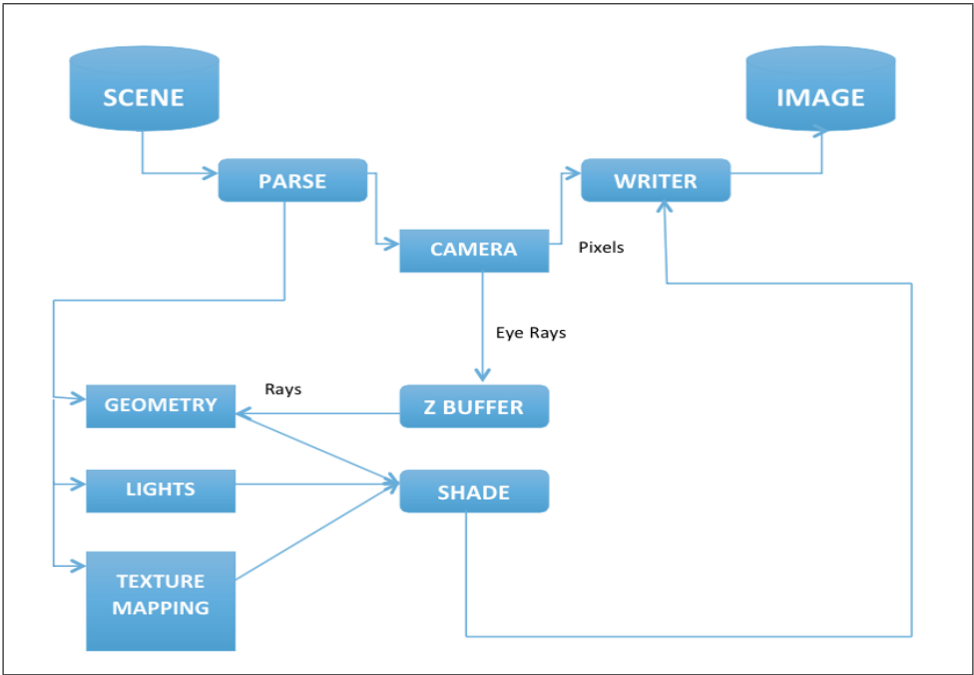 SCENE
IMAGE
PARSE
WRITER
CAMERA
Pixels
Eye Rays
Rays
GEOMETRY
Z BUFFER
LIGHTS
SHADE
TEXTURE
MAPPING